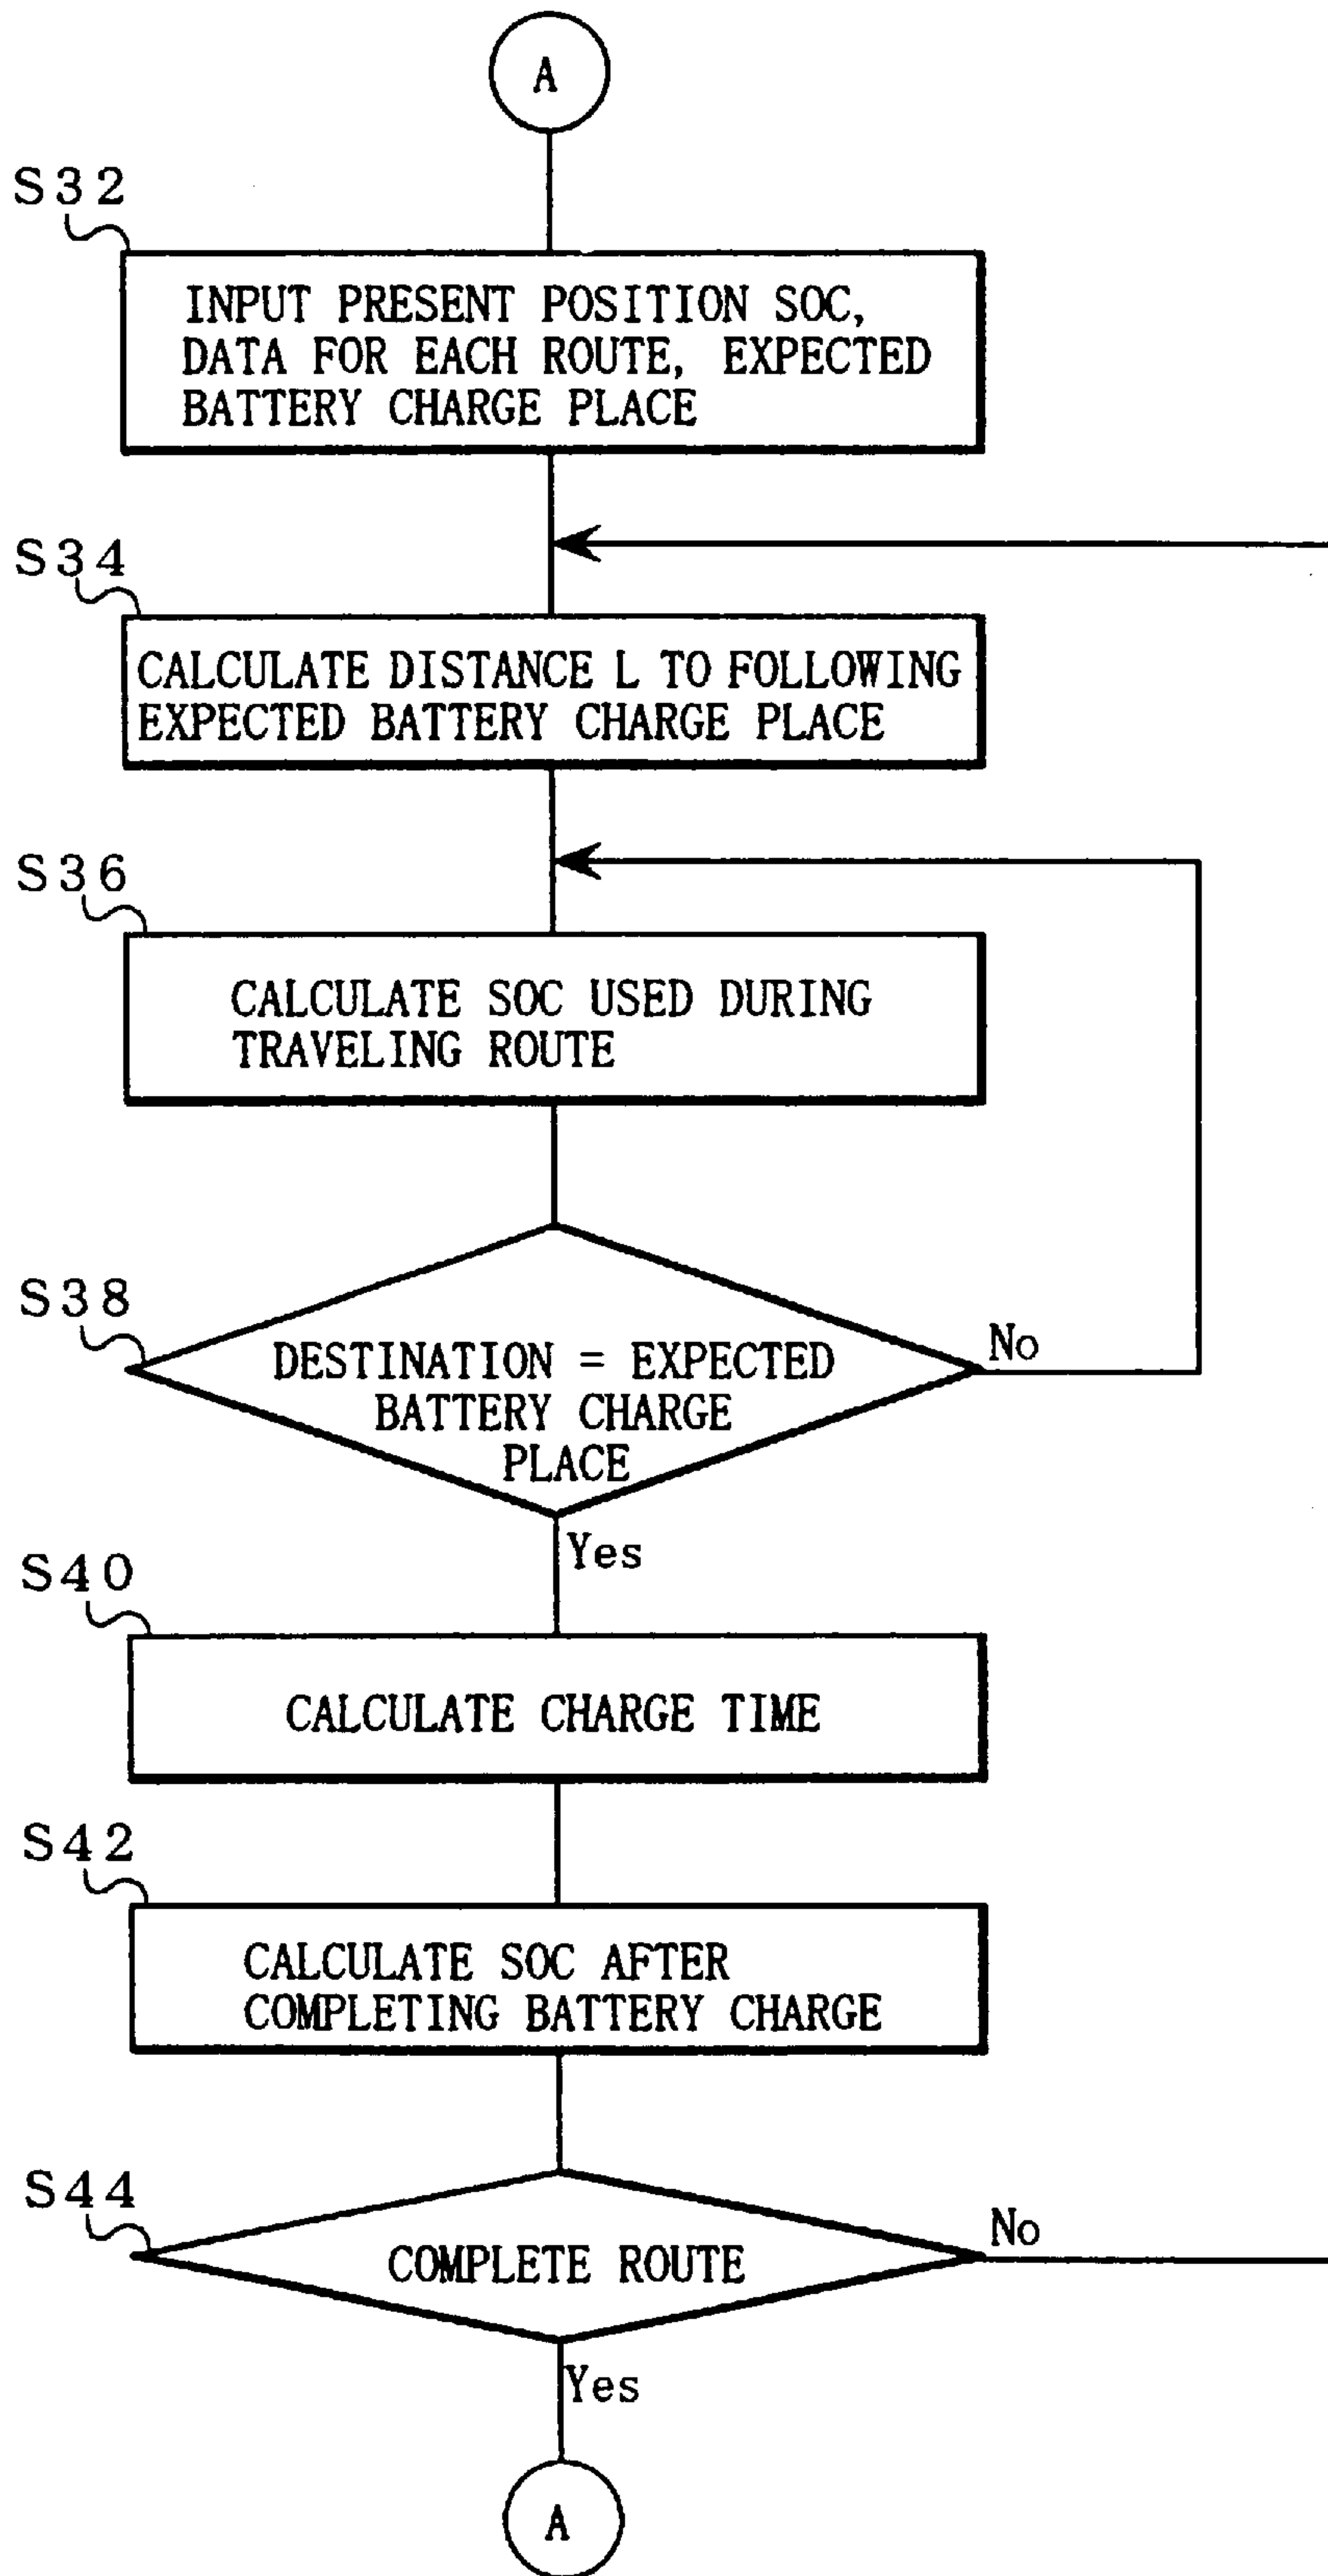 A
S32
INPUT PRESENT POSITION SOC,
DATA FOR EACH ROUTE, EXPECTED
BATTERY CHARGE PLACE
S34
CALCULATE DISTANCE L TO FOLLOWING
EXPECTED BATTERY CHARGE PLACE
S36
CALCULATE SOC USED DURING
TRAVELING ROUTE
S38
DESTINATION = EXPECTED
BATTERY CHARGE
PLACE
No
Yes
S40
CALCULATE CHARGE TIME
S42
CALCULATE SOC AFTER
COMPLETING BATTERY CHARGE
S44
COMPLETE ROUTE
No
Yes
A